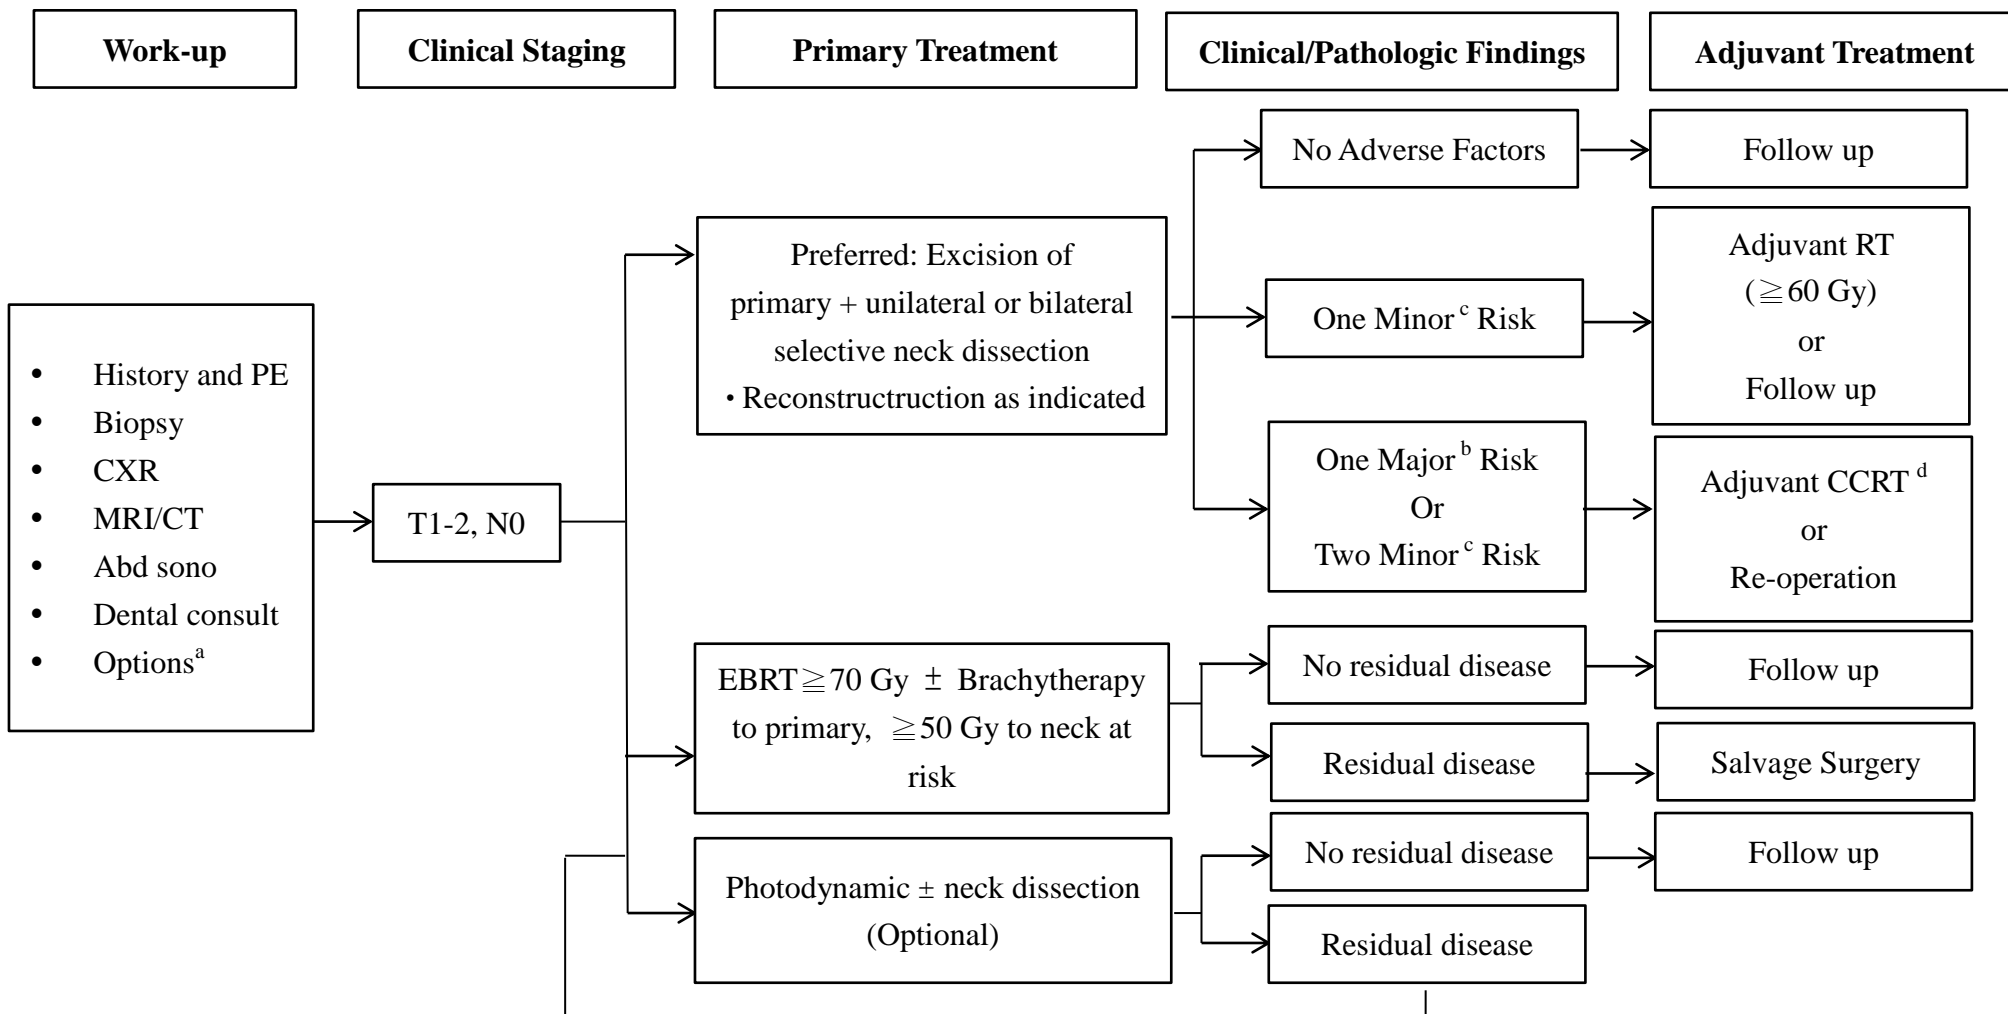 Work-up
Clinical Staging
Primary Treatment
Clinical/Pathologic Findings
Adjuvant Treatment
• History and PE
• Biopsy
• CXR
• MRI/CT
• Abd sono
• Dental consult
• Options a
T1-2, N0
Preferred: Excision of
primary + unilateral or bilateral
selective neck dissection
• Reconstructruction as indicated
EBRT≧70 Gy ± Brachytherapy
to primary, ≧50 Gy to neck at
risk
Photodynamic ± neck dissection
(Optional)
No Adverse Factors
One Minor c Risk
One Major b Risk
Or
Two Minor c Risk
No residual disease
Residual disease
No residual disease
Residual disease
Follow up
Adjuvant RT
(≧60 Gy)
or
Follow up
Adjuvant CCRT d
or
Re-operation
Follow up
Salvage Surgery
Follow up